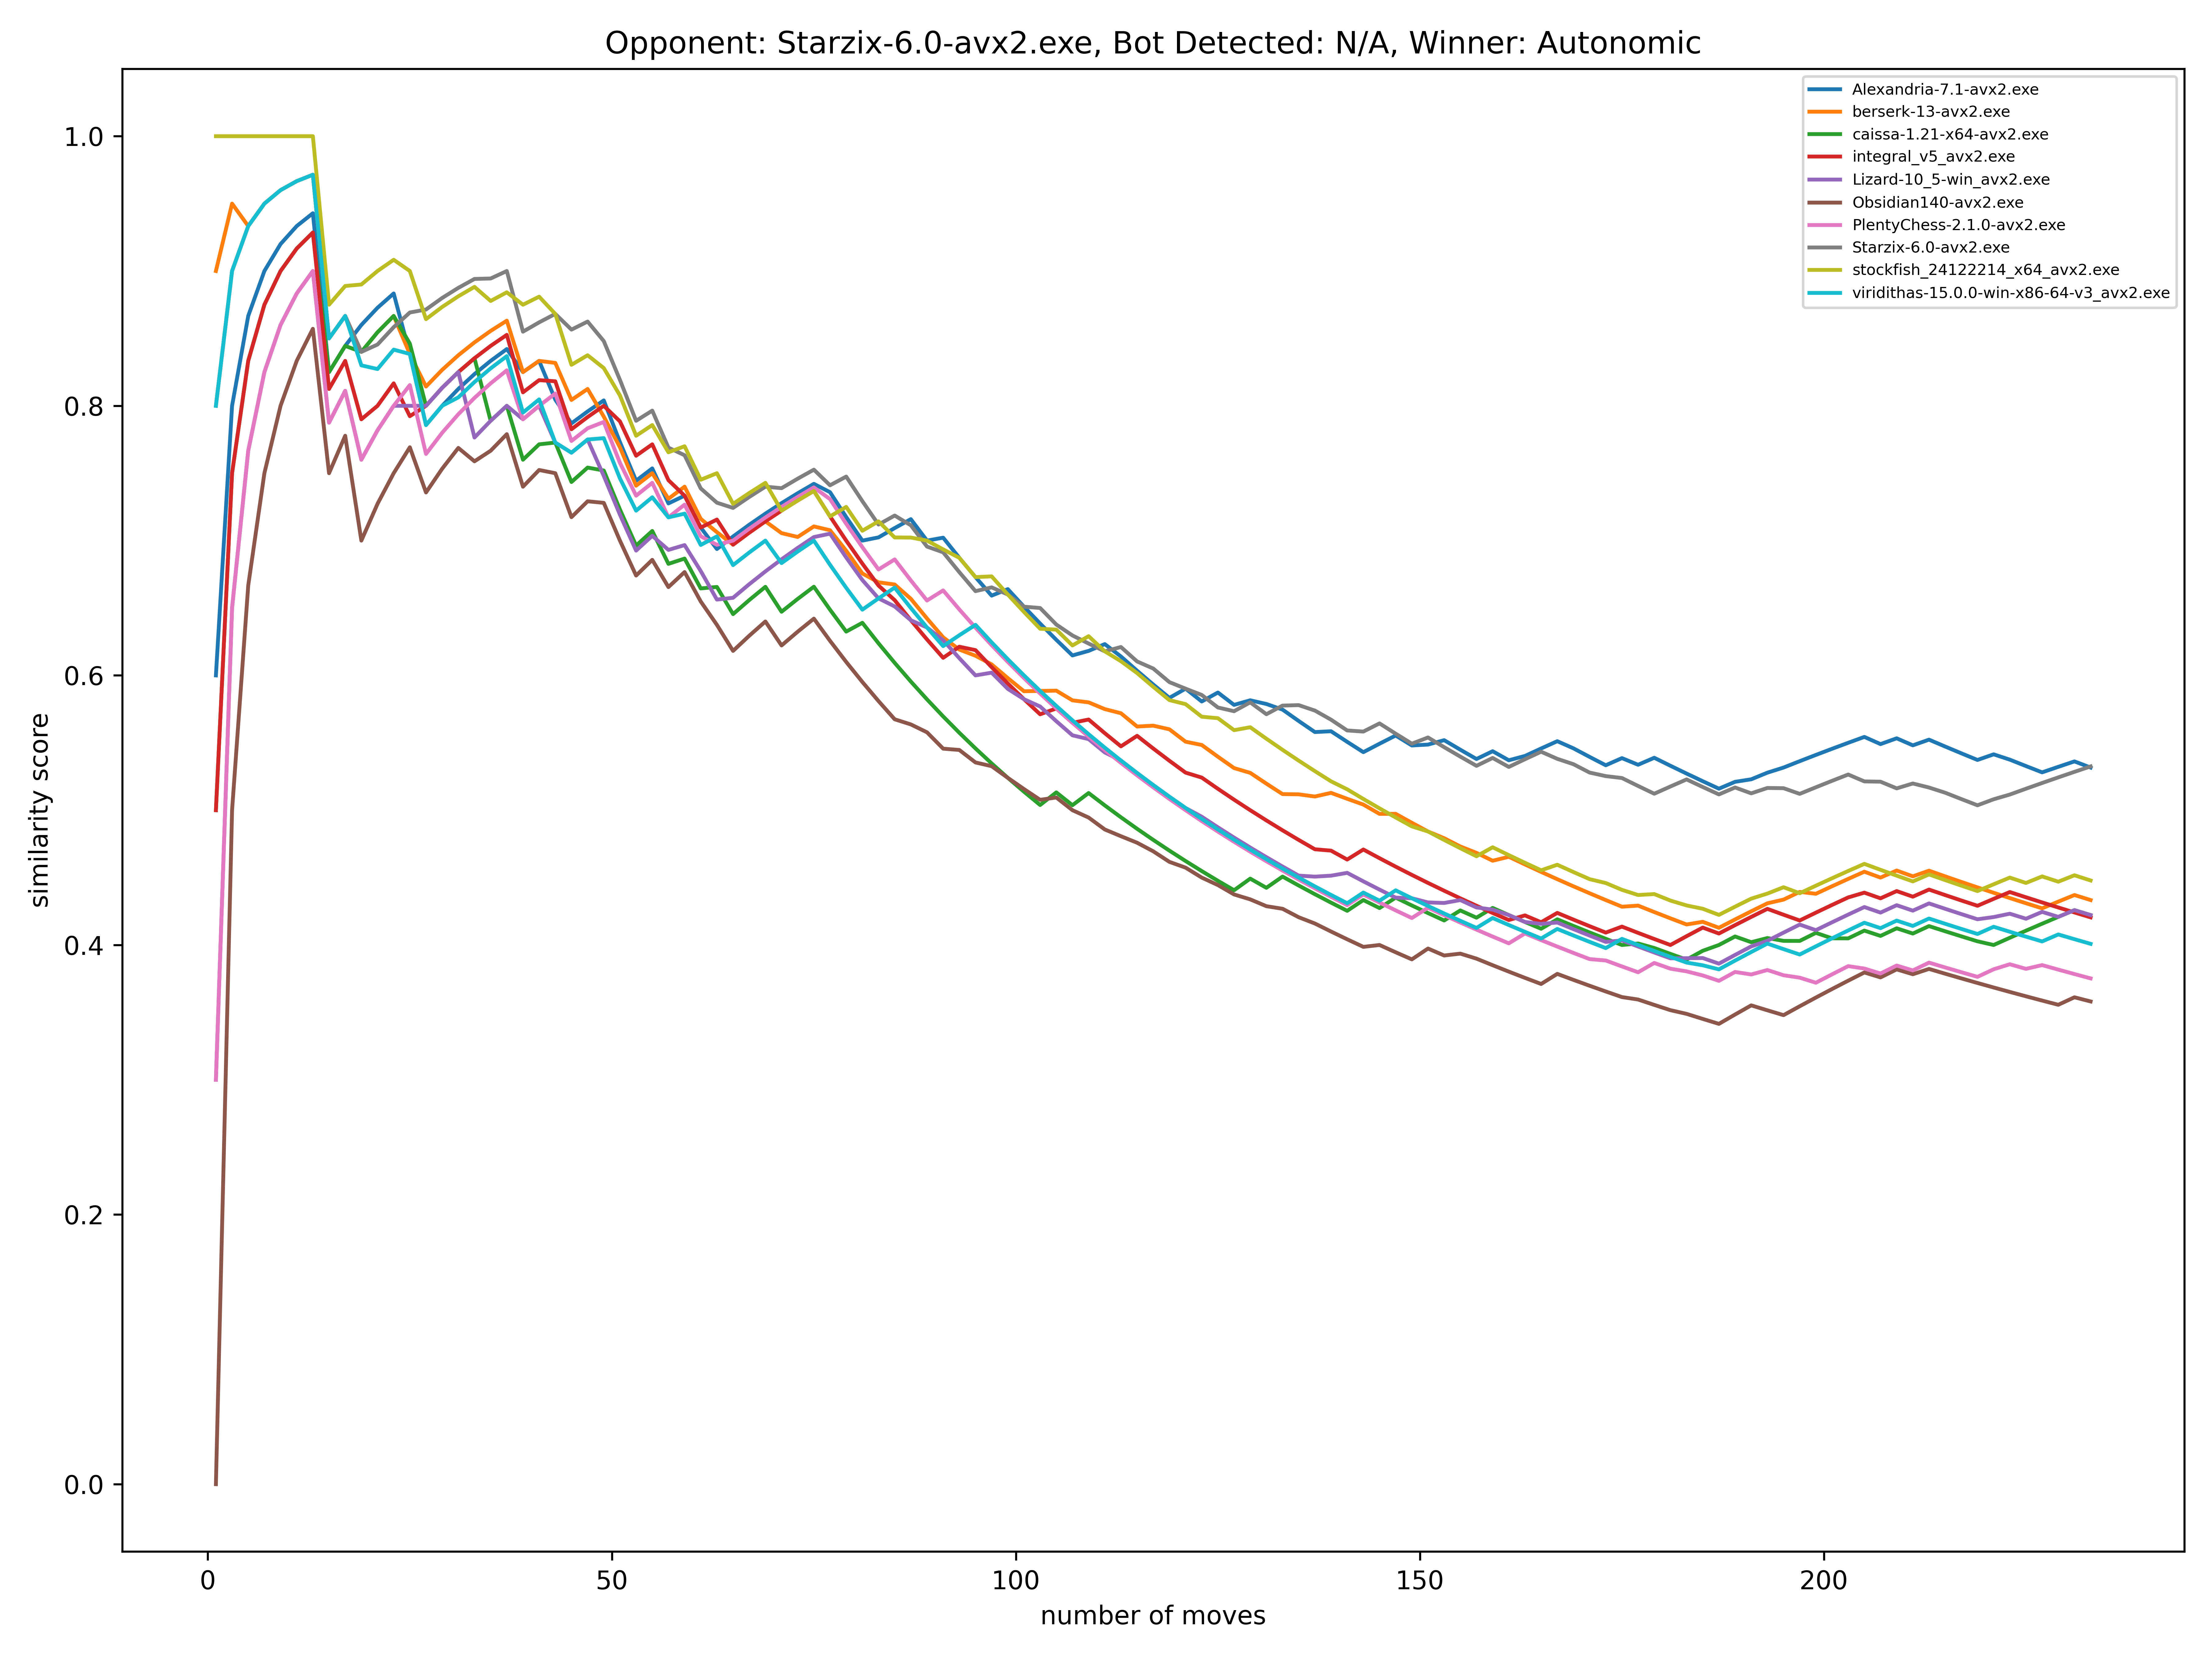 Opponent: Starzix-6.0-avx2.exe, Bot Detected: N/A, Winner: Autonomic
Alexandria-7.1-avx2.exe
berserk-13-avx2.exe
caissa-1.21-x64-avx2.exe
integral_v5_avx2.exe
Lizard-10_5-win_avx2.exe
Obsidian140-avx2.exe
PlentyChess-2.1.0-avx2.exe
Starzix-6.0-avx2.exe
stockfish_24122214_x64_avx2.exe
viridithas-15.0.0-win-x86-64-v3_avx2.exe
1.0
0.8
0.6
0.4
0.2
0.0
similarity score
0 50 100 150 200
number of moves